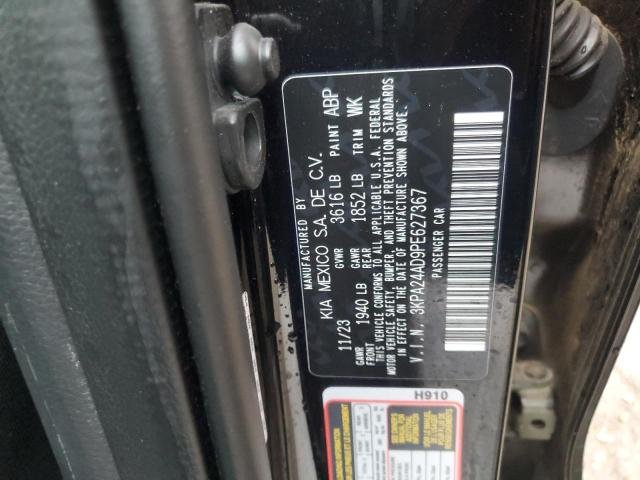 MANUFACTURED BY
KIA MEXICO S.A. DE C.V.
11/23 GVWR 3616 LB PAINT ABP
GAWR FRONT 1940 LB GAWR REAR 1852 LB TRIM WK
THIS VEHICLE CONFORMS TO ALL APPLICABLE U.S.A. FEDERAL
MOTOR VEHICLE SAFETY, BUMPER, AND THEFT PREVENTION STANDARDS
IN EFFECT ON THE DATE OF MANUFACTURE SHOWN ABOVE.
V.I.N. 3KPA24AD9PE627367
PASSENGER CAR
H910